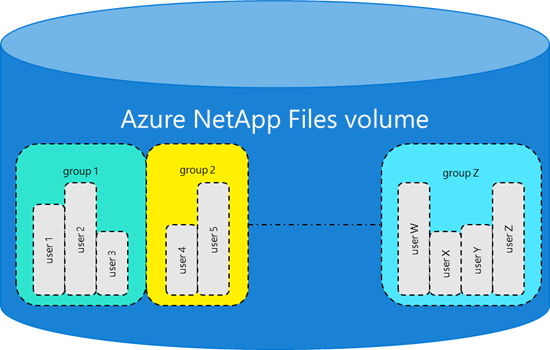 Azure NetApp Files volume
group 1
group 2
group Z
user 1
user 2
user 3
user 4
user 5
user W
user X
user Y
user Z